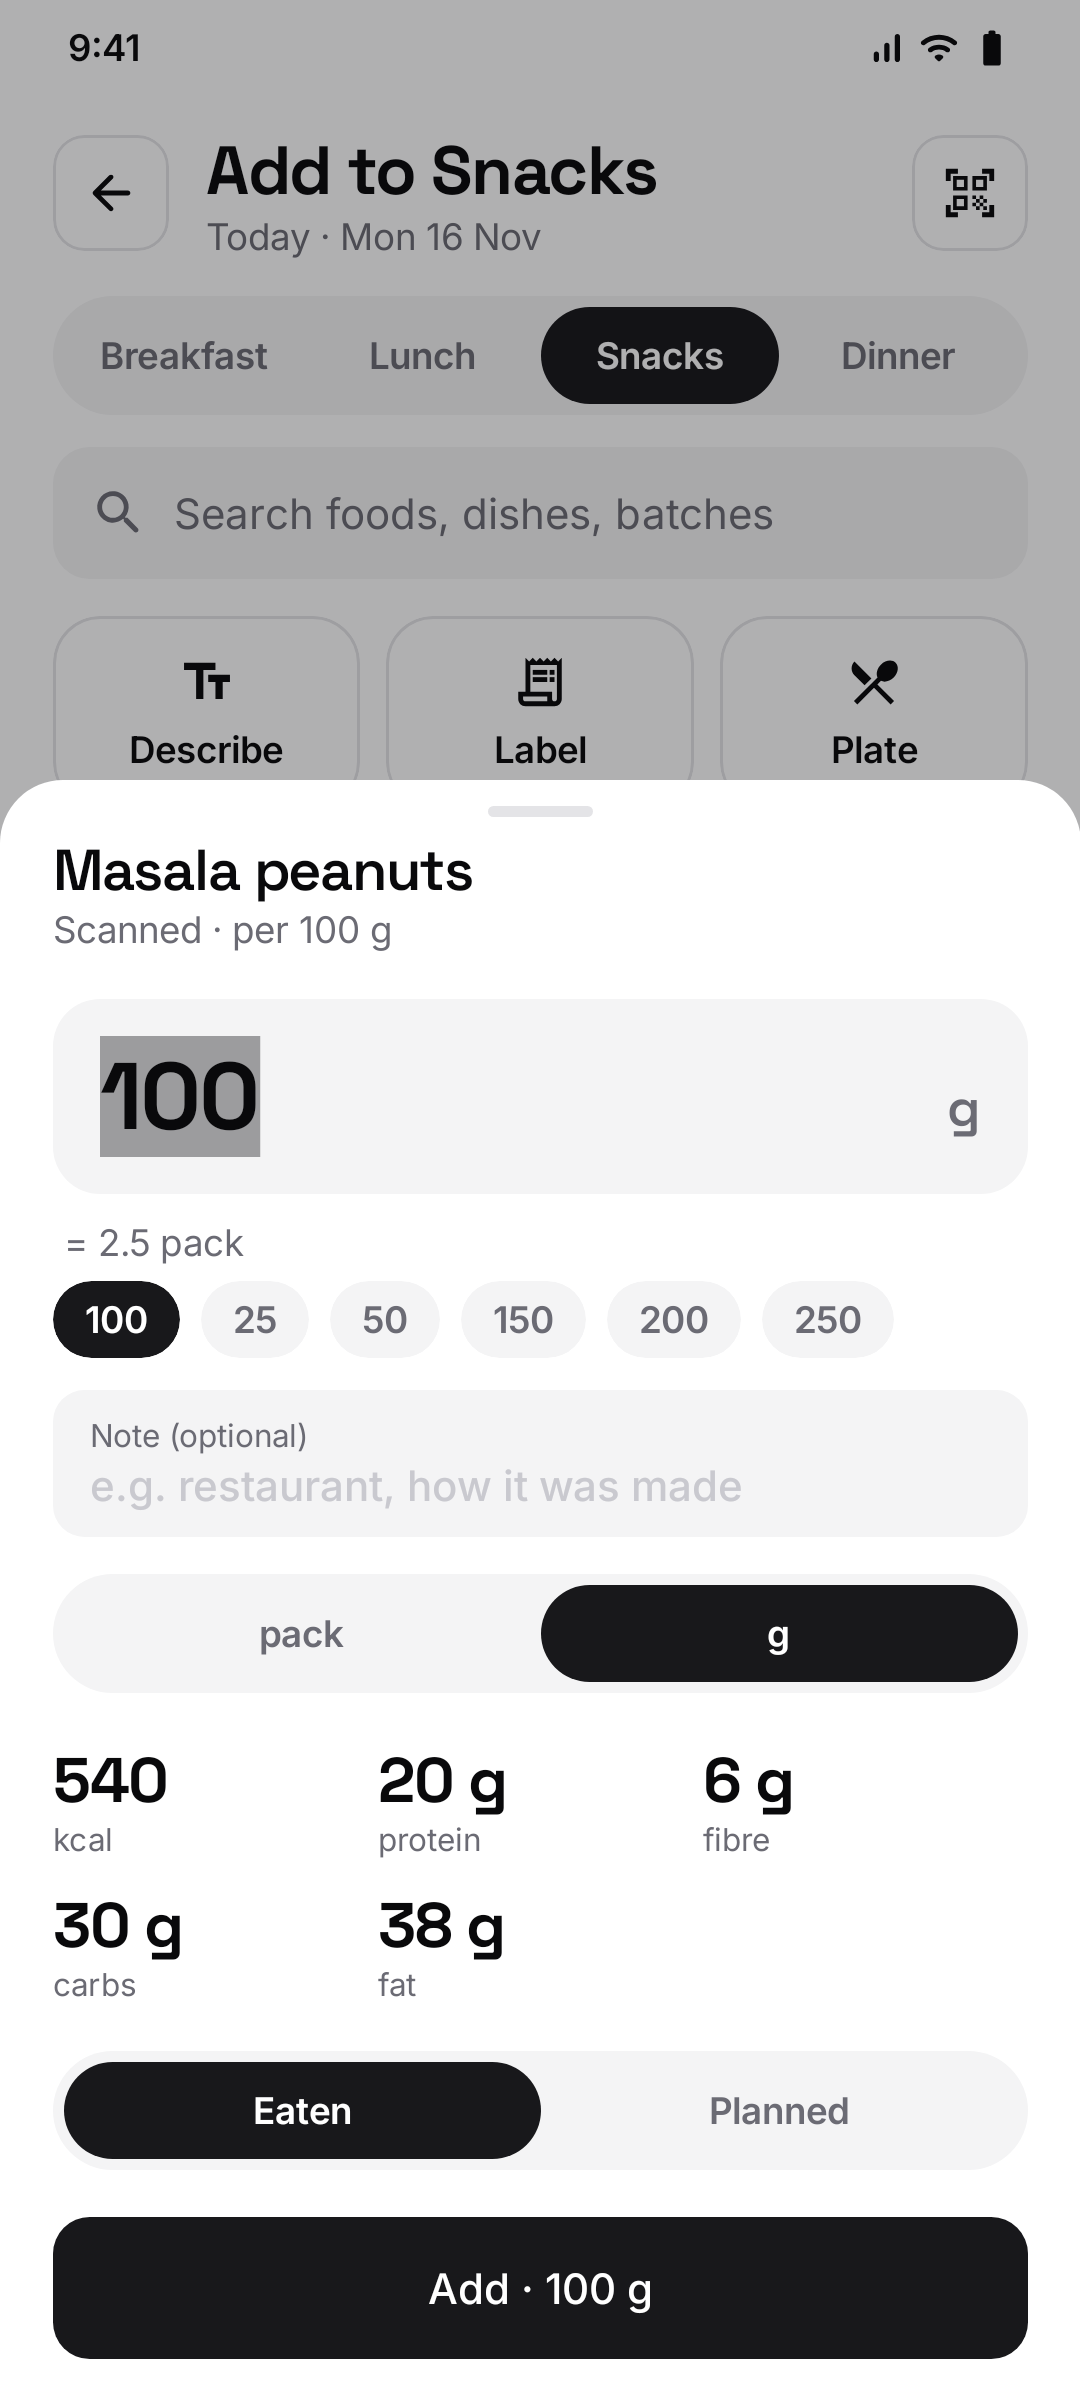 9:41
Add to Snacks
Today · Mon 16 Nov
Breakfast Lunch Snacks Dinner
Search foods, dishes, batches
Describe Label Plate
Masala peanuts
Scanned · per 100 g
100 g
= 2.5 pack
100 25 50 150 200 250
Note (optional)
e.g. restaurant, how it was made
pack g
540 20 g 6 g
kcal protein fibre
30 g 38 g
carbs fat
Eaten Planned
Add · 100 g